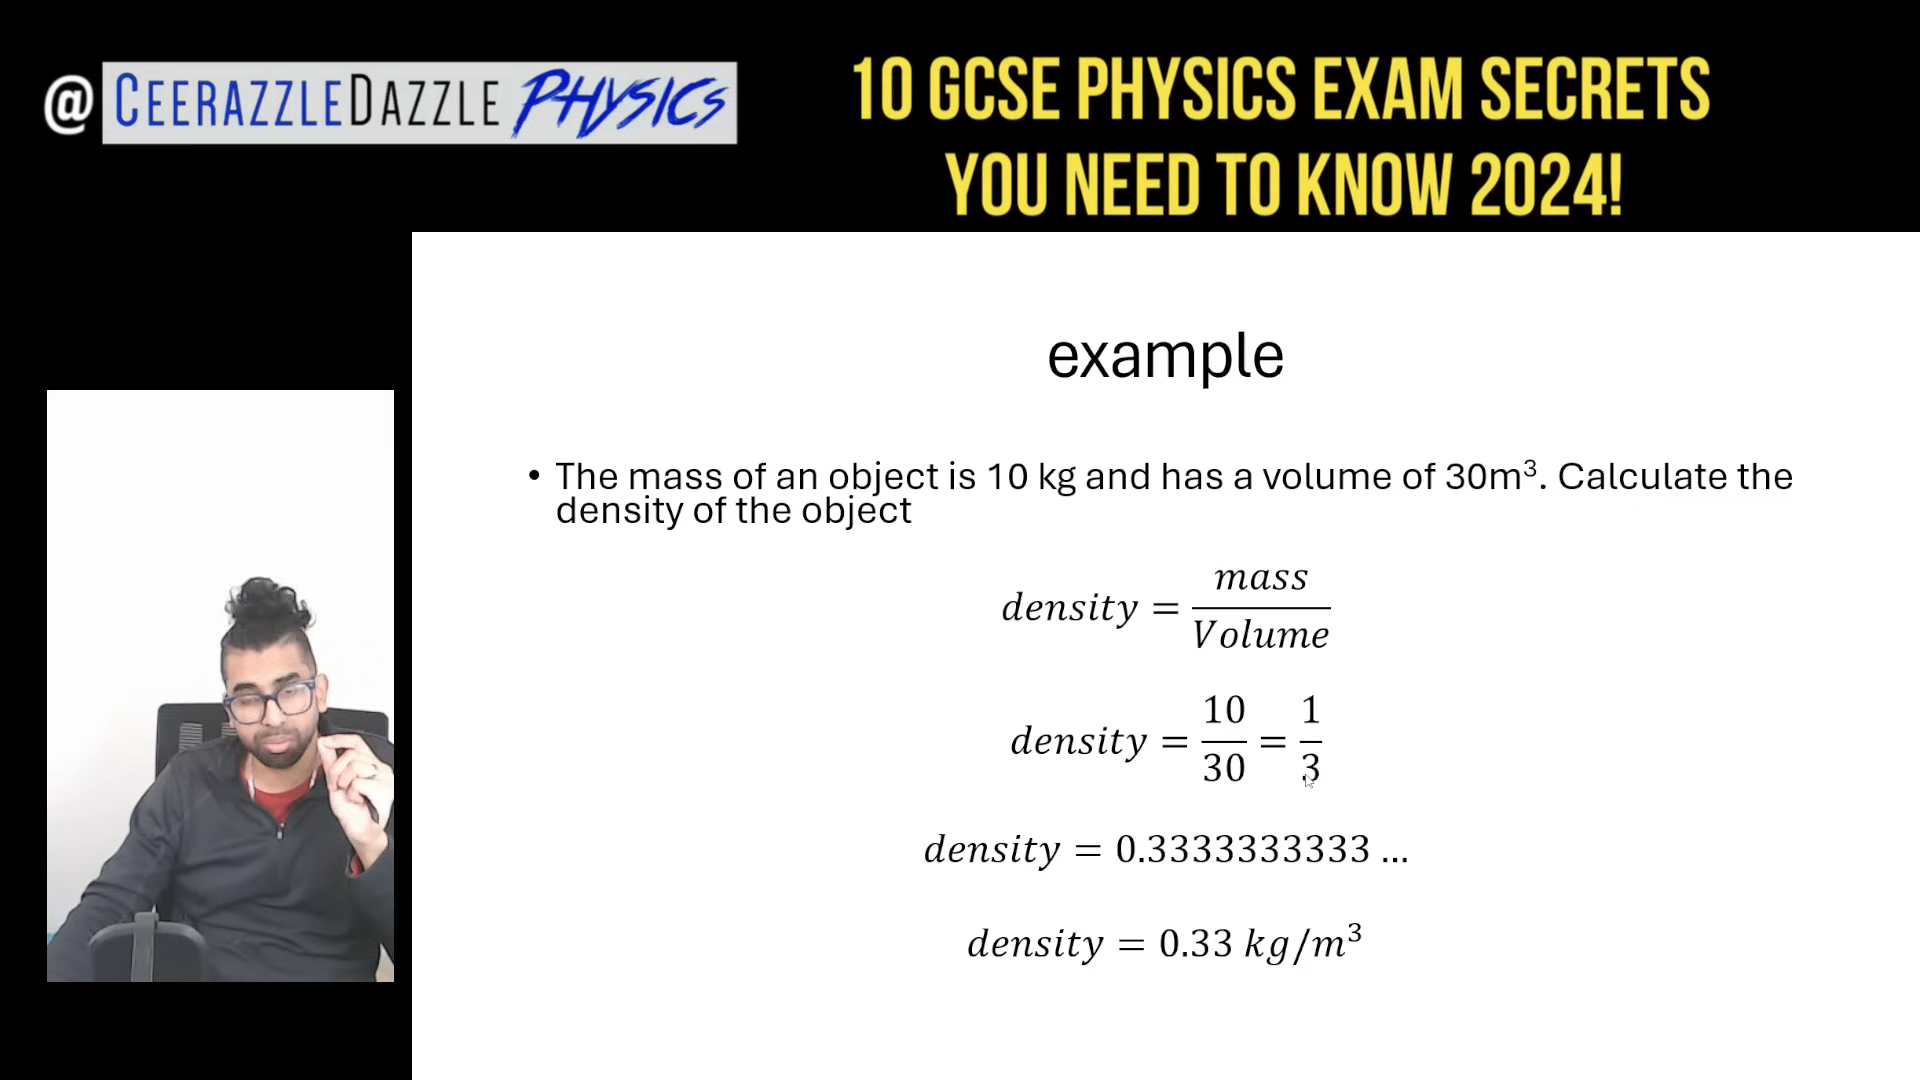 @ CEERAZZLEDAZZLE PHYSICS
10 GCSE PHYSICS EXAM SECRETS
YOU NEED TO KNOW 2024!
example
• The mass of an object is 10 kg and has a volume of 30m³. Calculate the
density of the object
density = mass / Volume
density = 10/30 = 1/3
density = 0.3333333333 ...
density = 0.33 kg/m³